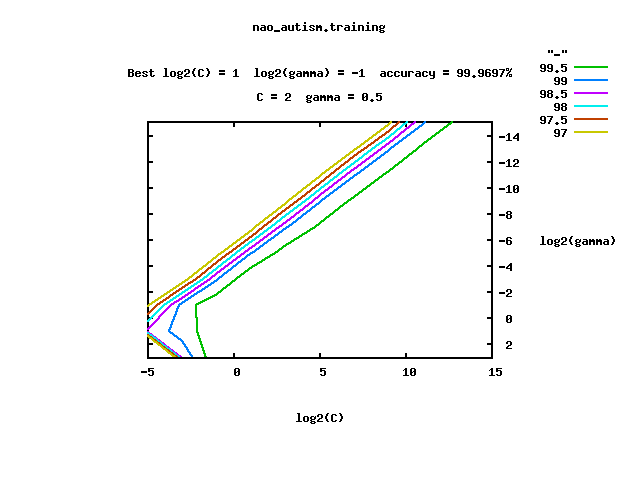 nao_autism.training
Best log2(C) = 1  log2(gamma) = -1  accuracy = 99.9697%
C = 2  gamma = 0.5
"-"
99.5
99
98.5
98
97.5
97
-14
-12
-10
-8
-6
-4
-2
0
2
log2(gamma)
-5 0 5 10 15
log2(C)